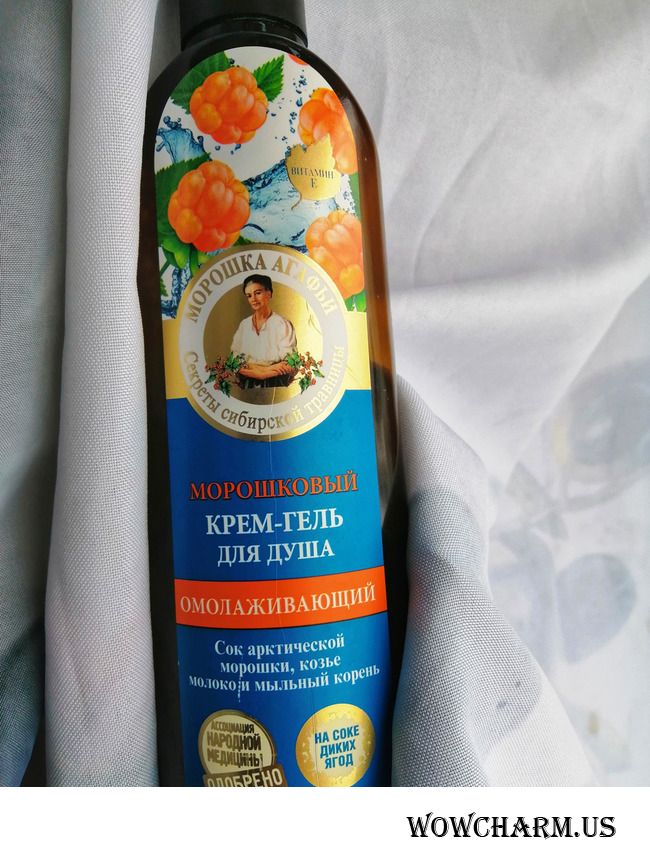 ВИТАМИН
Е
МОРОШКА АГАФЬИ
Секреты сибирской травницы
МОРОШКОВЫЙ
КРЕМ-ГЕЛЬ
ДЛЯ ДУША
ОМОЛАЖИВАЮЩИЙ
Сок арктической
морошки, козье
молоко и мыльный корень
АССОЦИАЦИЯ
НАРОДНОЙ
МЕДИЦИНЫ
ОДОБРЕНО
НА СОКЕ
ДИКИХ
ЯГОД
WOWCHARM.US